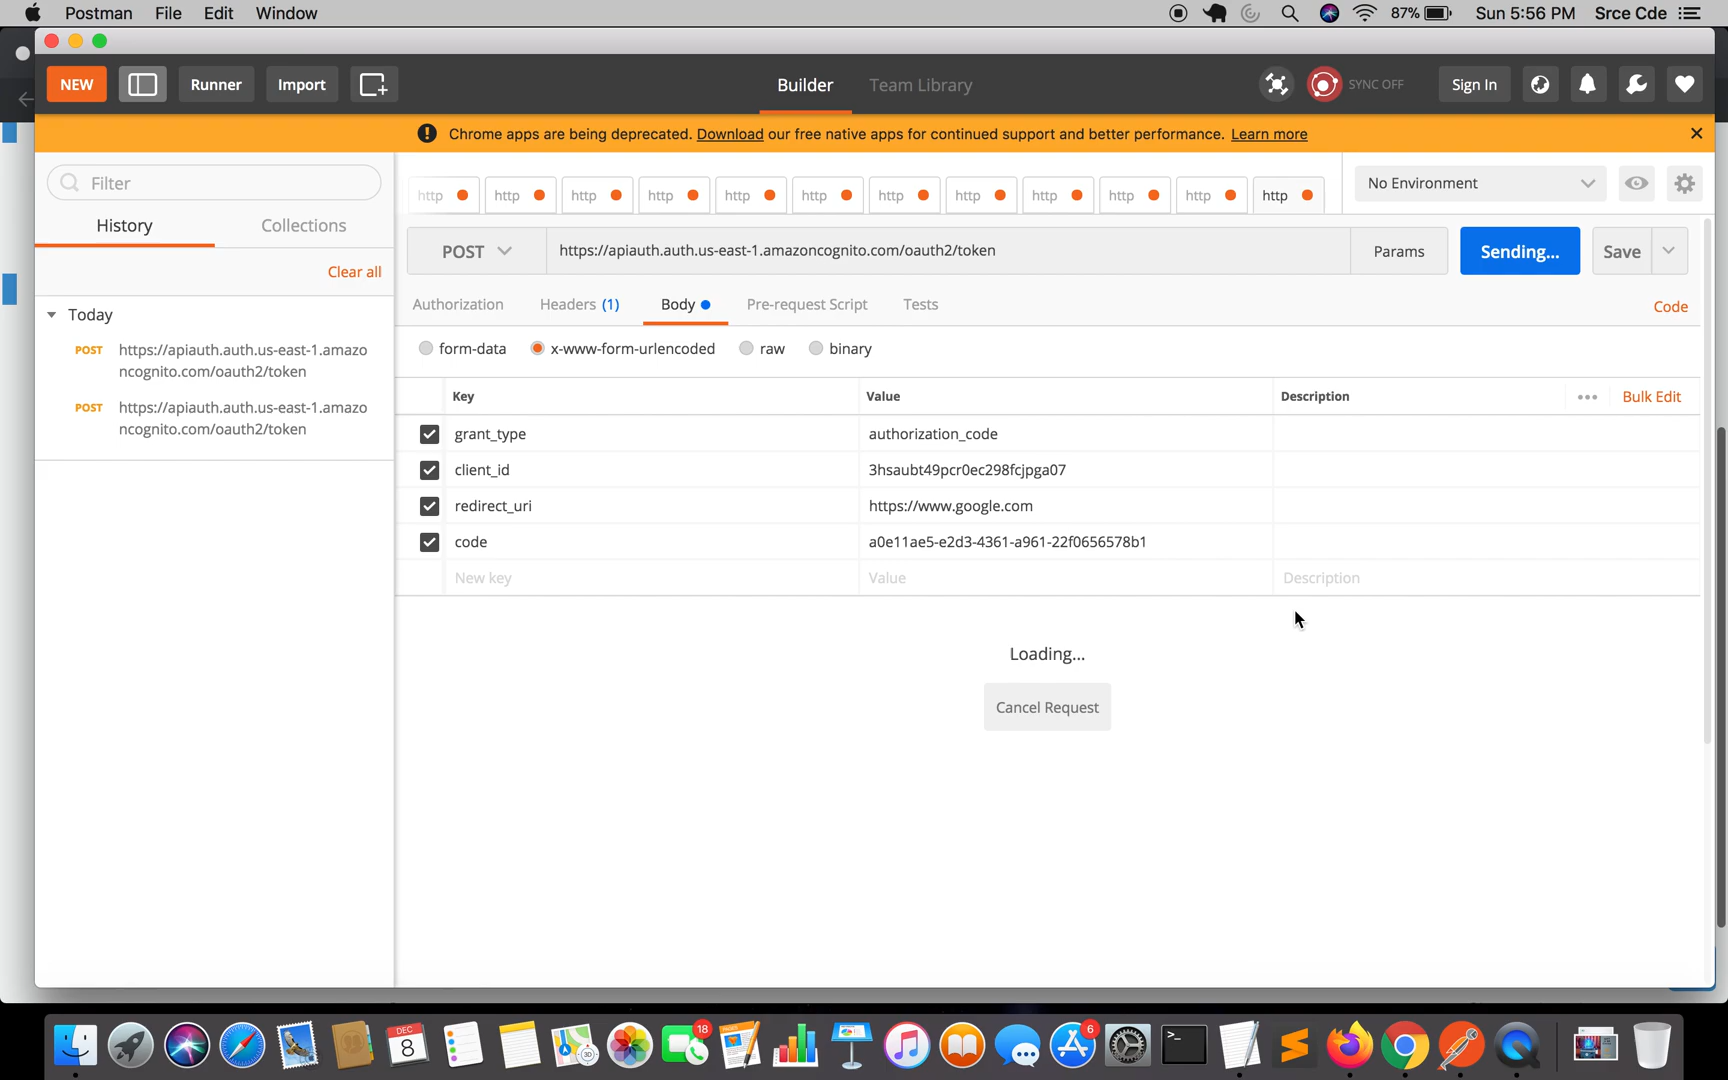 Postman File Edit Window 87% Sun 5:56 PM Srce Cde
NEW Runner Import Builder Team Library SYNC OFF Sign In
! Chrome apps are being deprecated. Download our free native apps for continued support and better performance. Learn more
Filter
History Collections
Clear all
Today
POST https://apiauth.auth.us-east-1.amazo
ncognito.com/oauth2/token
POST https://apiauth.auth.us-east-1.amazo
ncognito.com/oauth2/token
http http http http http http http http http http http http
No Environment
POST https://apiauth.auth.us-east-1.amazoncognito.com/oauth2/token Params Sending... Save
Authorization Headers (1) Body Pre-request Script Tests Code
form-data x-www-form-urlencoded raw binary
Key Value Description Bulk Edit
grant_type authorization_code
client_id 3hsaubt49pcr0ec298fcjpga07
redirect_uri https://www.google.com
code a0e11ae5-e2d3-4361-a961-22f0656578b1
New key Value Description
Loading...
Cancel Request
DEC
8
18
6